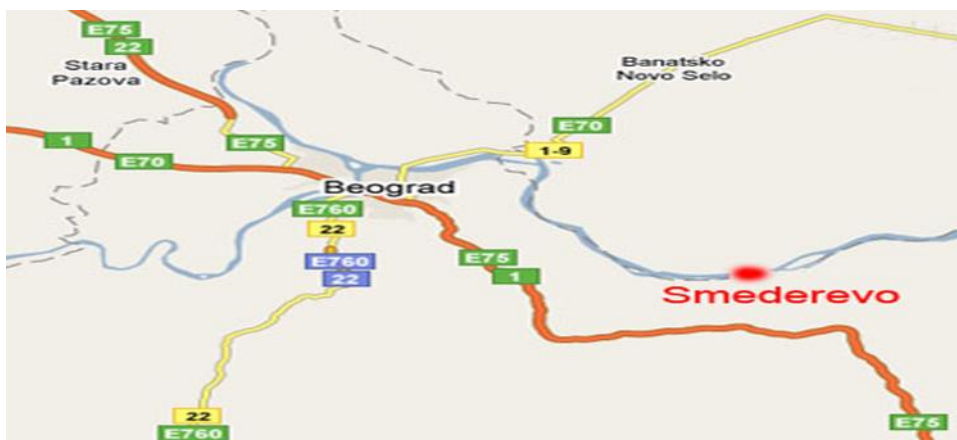 E75
22
Stara
Pazova
Banatsko
Novo Selo
E70
1
E75
1-9
E70
Beograd
E760
22
E75
E760
1
22
Smederevo
22
E75
E760